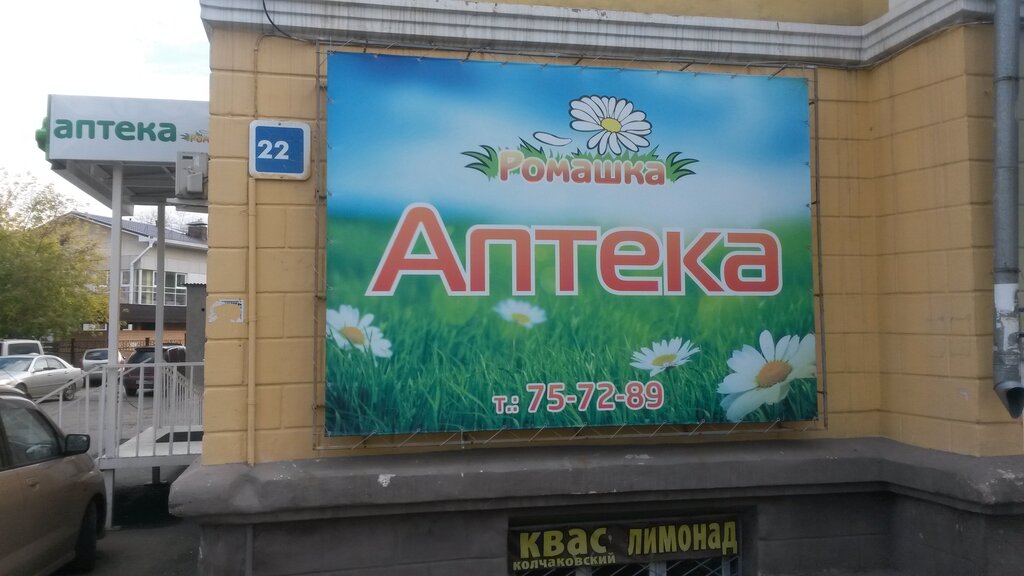 аптека
22
Ромашка
Аптека
т.: 75-72-89
квас лимонад
колчаковский